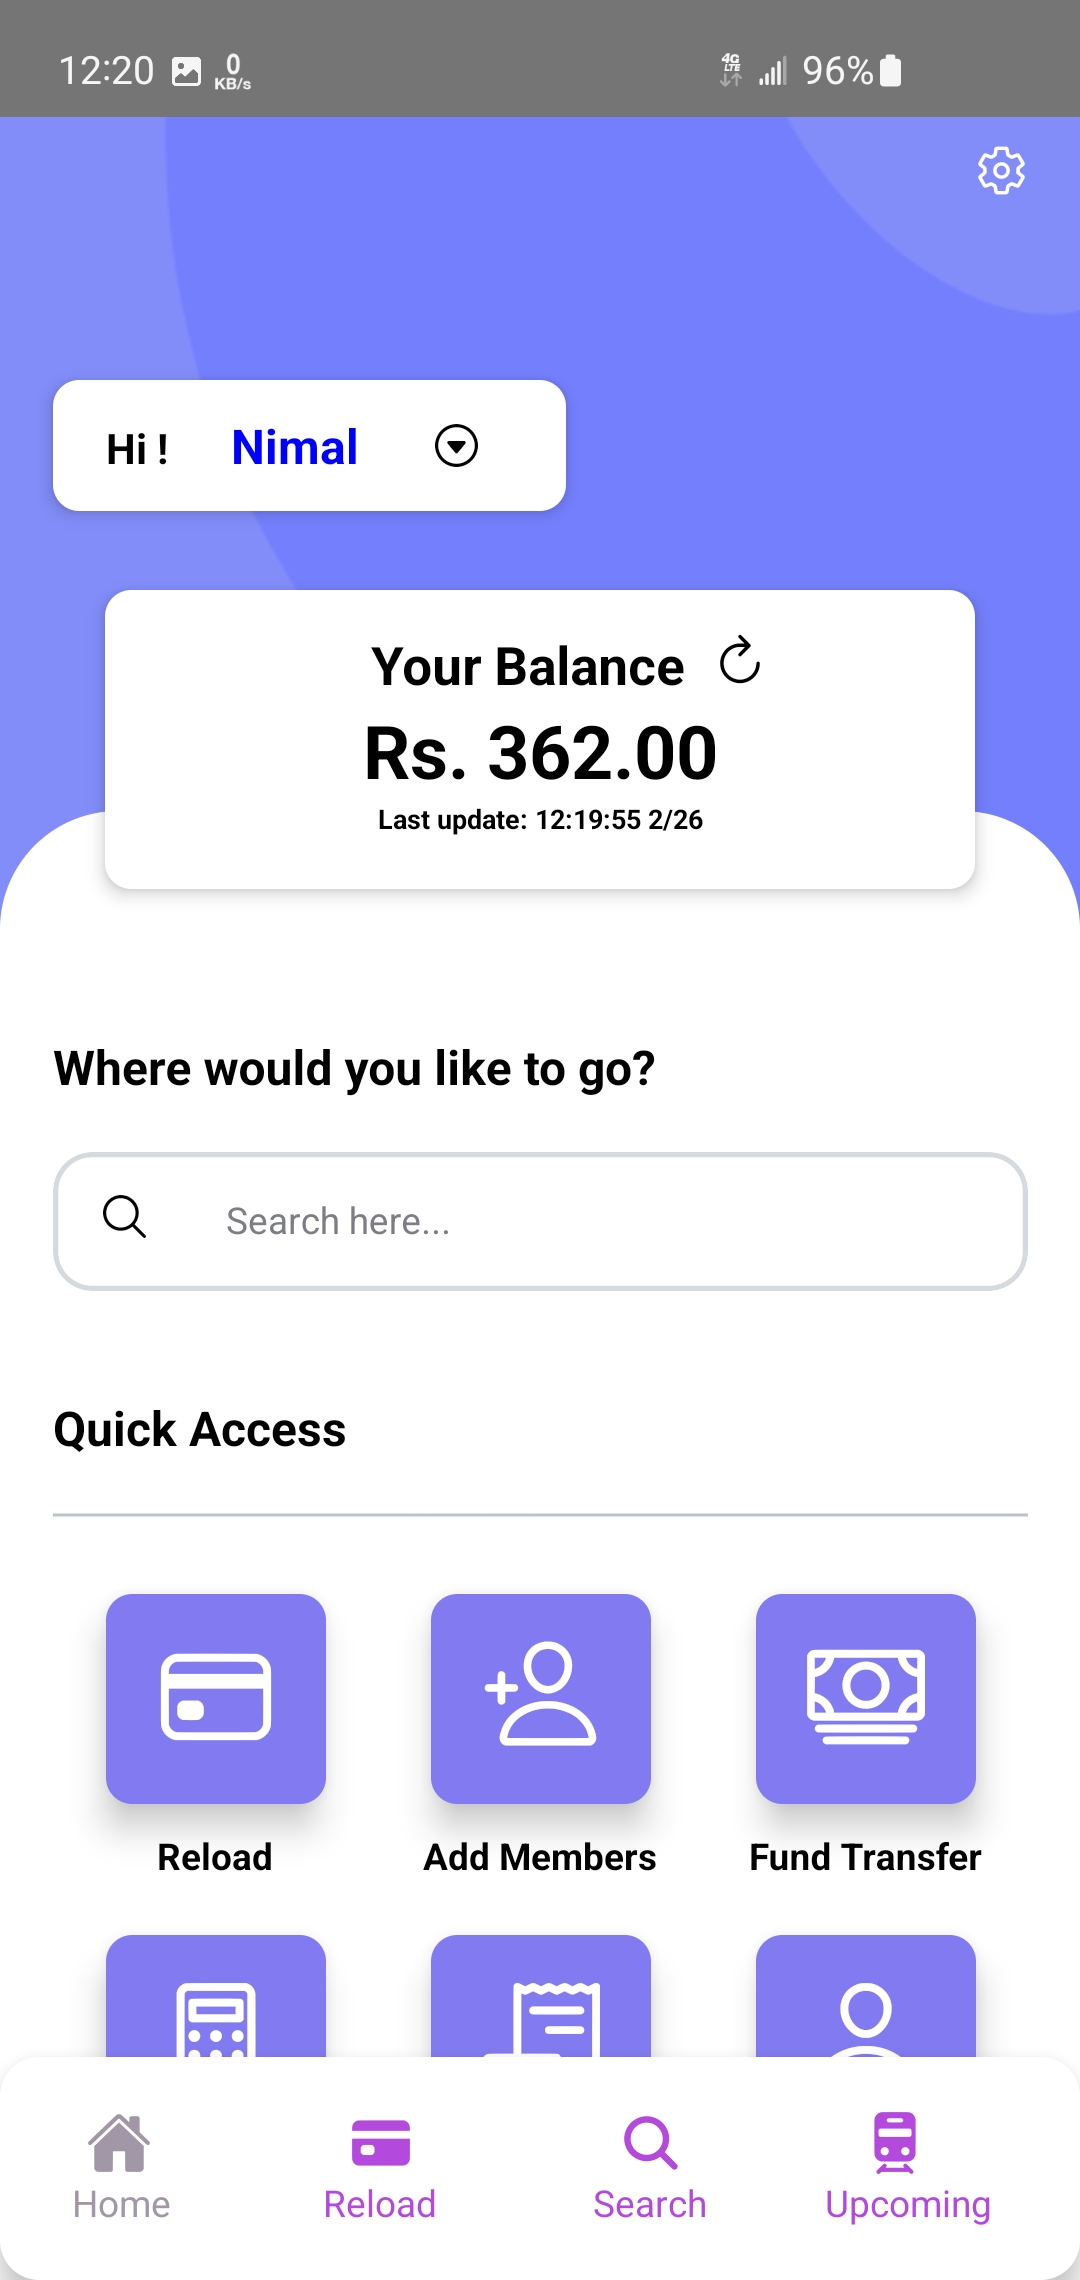 12:20 0 KB/s 4G LTE 96%
Hi ! Nimal
Your Balance
Rs. 362.00
Last update: 12:19:55 2/26
Where would you like to go?
Search here...
Quick Access
Reload Add Members Fund Transfer
Home Reload Search Upcoming